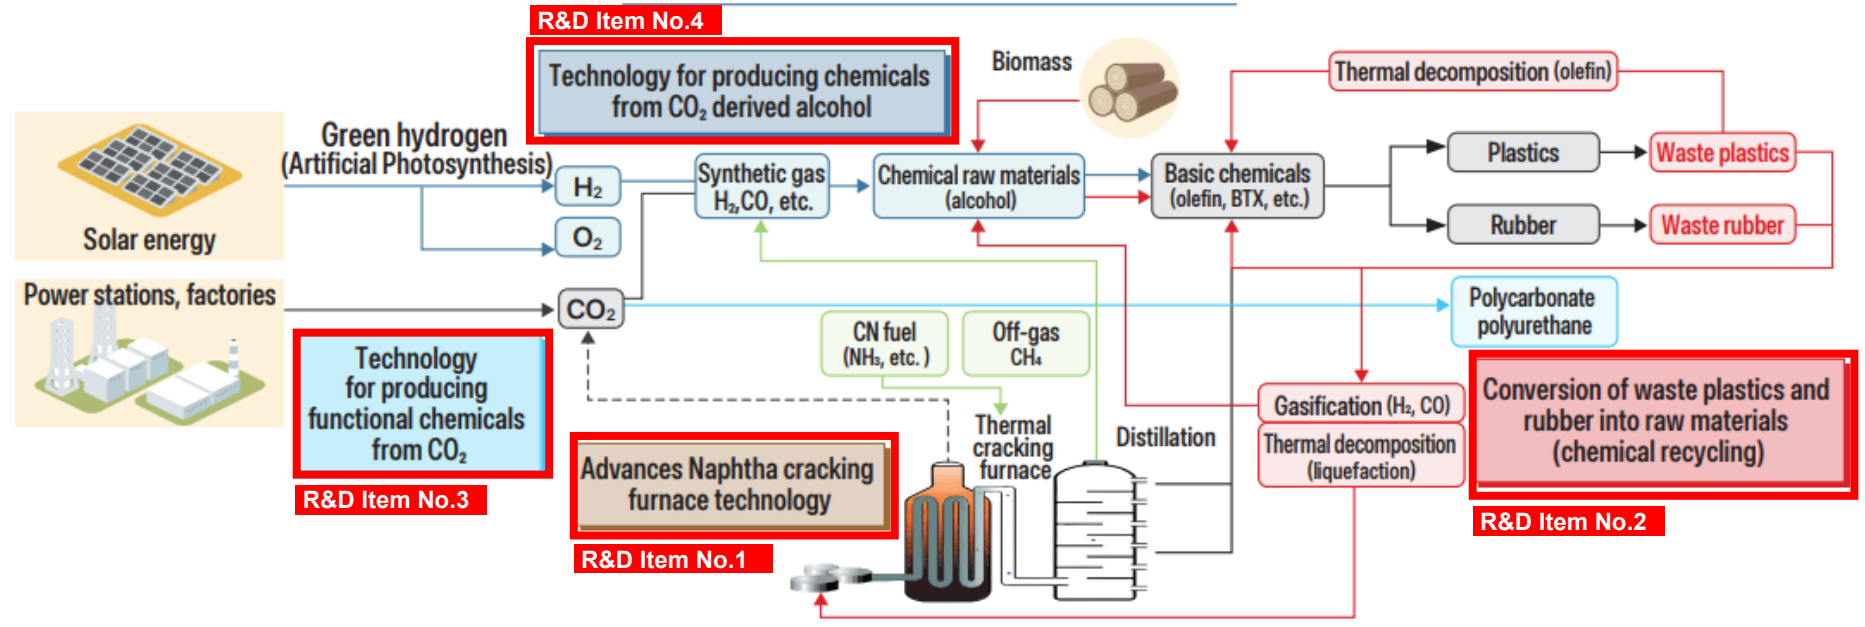 R&D Item No.4
Technology for producing chemicals
from CO₂ derived alcohol
Biomass
Thermal decomposition (olefin)
Green hydrogen
(Artificial Photosynthesis)
H₂
O₂
Solar energy
Synthetic gas
H₂,CO, etc.
Chemical raw materials
(alcohol)
Basic chemicals
(olefin, BTX, etc.)
Plastics
Waste plastics
Rubber
Waste rubber
Power stations, factories
CO₂
Polycarbonate
polyurethane
CN fuel
(NH₃, etc. )
Off-gas
CH₄
Technology
for producing
functional chemicals
from CO₂
R&D Item No.3
Advances Naphtha cracking
furnace technology
R&D Item No.1
Thermal
cracking
furnace
Distillation
Gasification (H₂, CO)
Thermal decomposition
(liquefaction)
Conversion of waste plastics and
rubber into raw materials
(chemical recycling)
R&D Item No.2